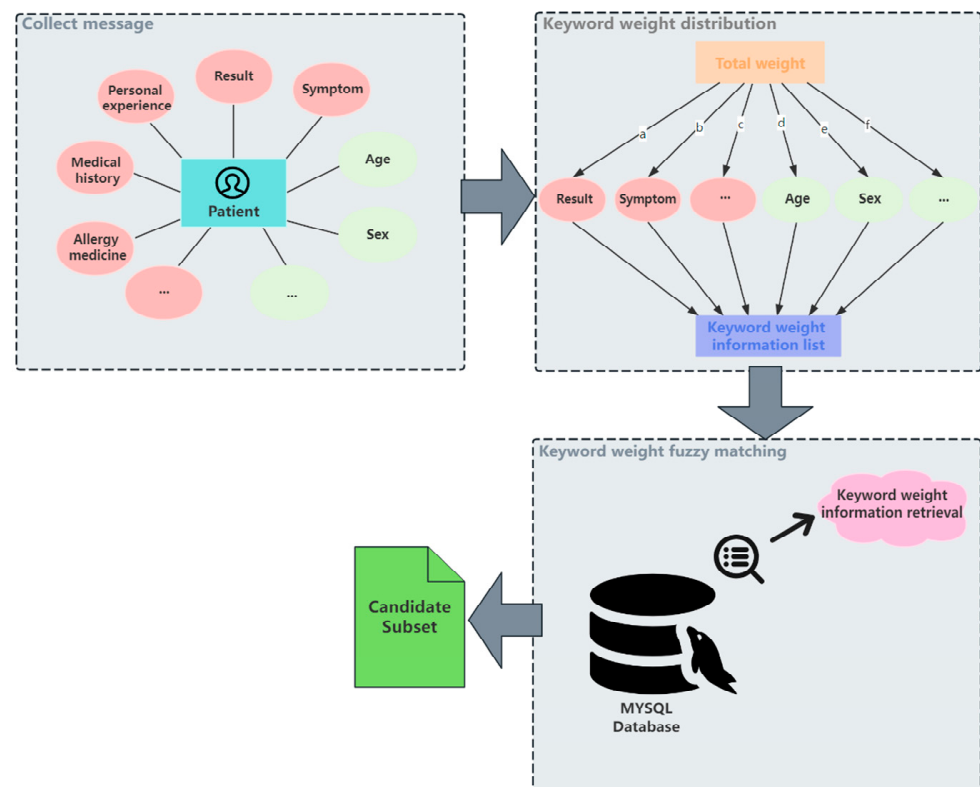 Collect message
Result
Personal
experience
Symptom
Medical
history
Age
Patient
Allergy
medicine
Sex
...
...
Keyword weight distribution
Total weight
a
b
c
d
e
f
Result
Symptom
...
Age
Sex
...
Keyword weight
information list
Keyword weight fuzzy matching
Keyword weight
information retrieval
MYSQL
Database
Candidate
Subset